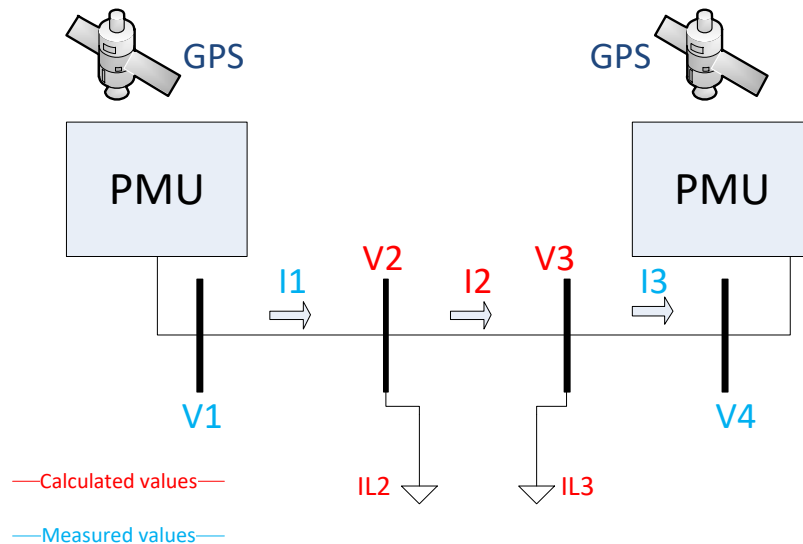 GPS
GPS
PMU
PMU
V2
V3
I1
I2
I3
V1
V4
Calculated values
IL2
IL3
Measured values